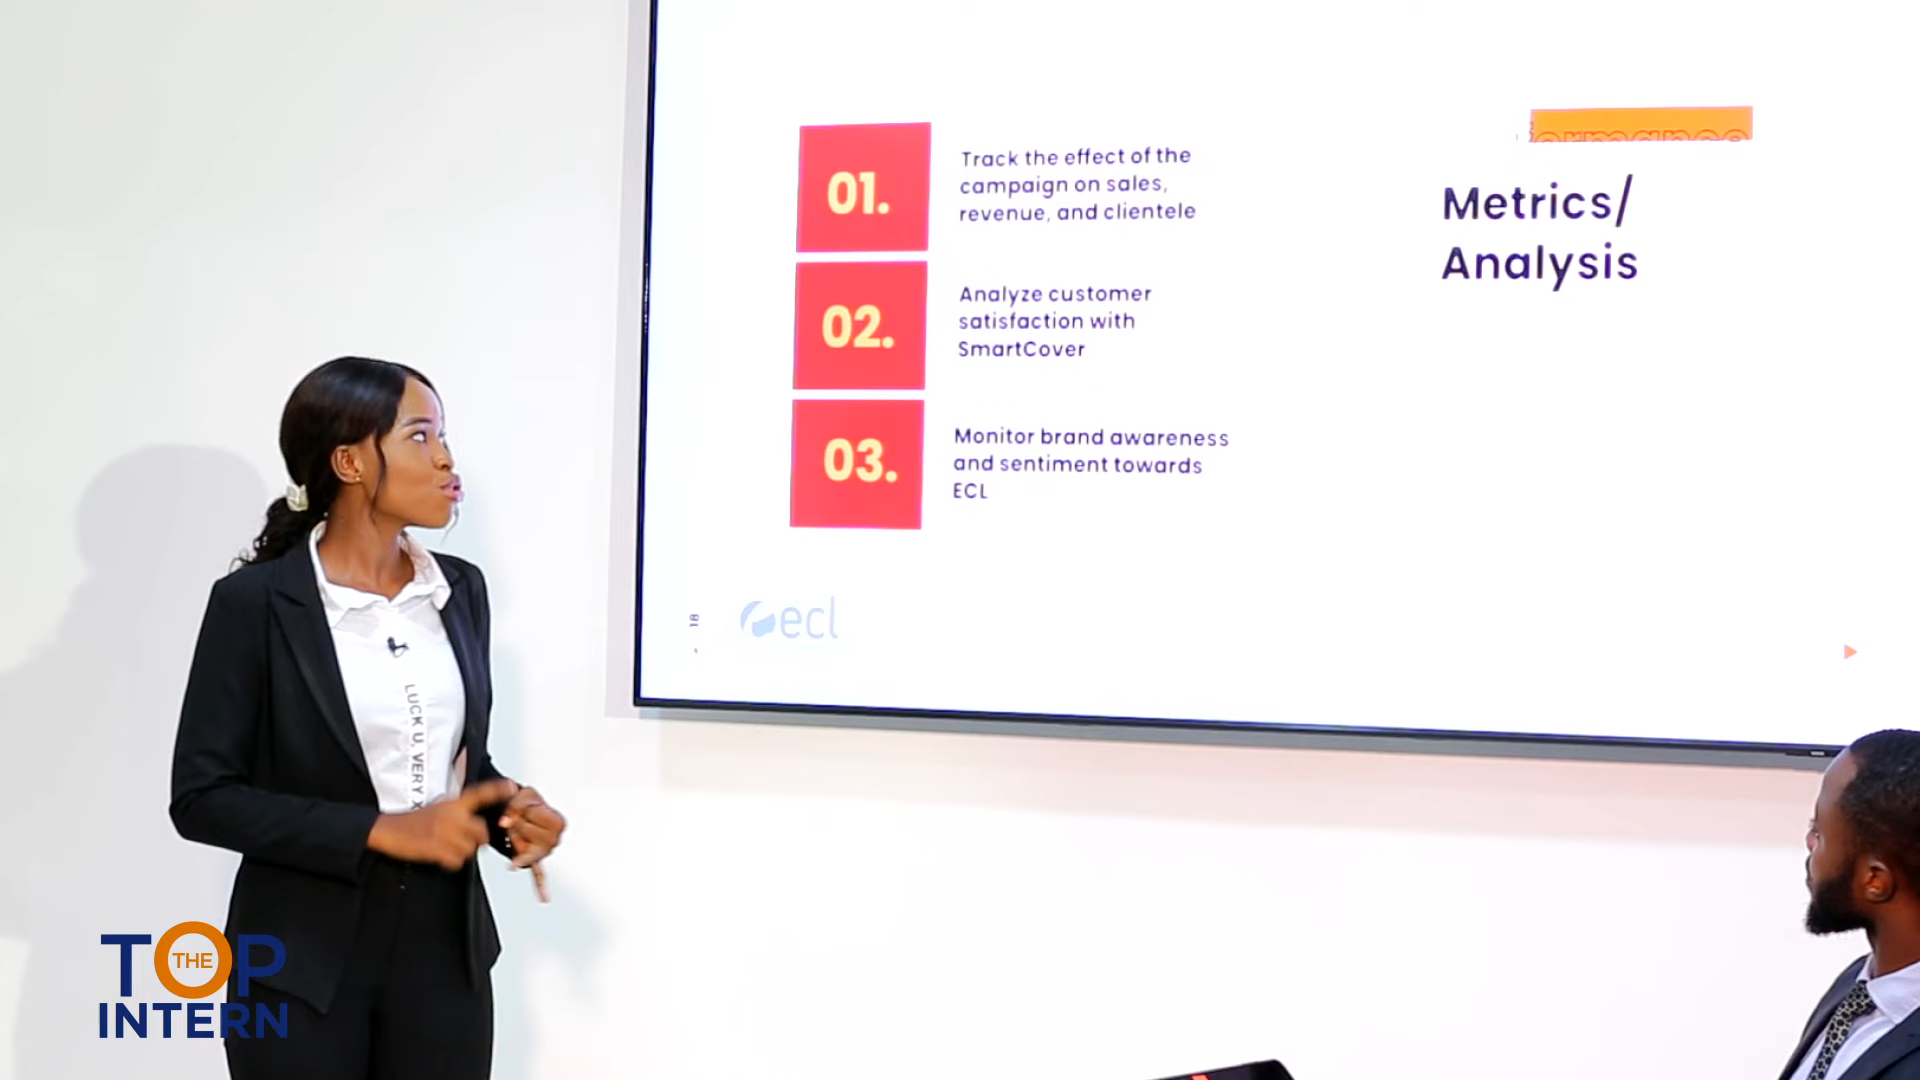 01.
Track the effect of the
campaign on sales,
revenue, and clientele
02.
Analyze customer
satisfaction with
SmartCover
03.
Monitor brand awareness
and sentiment towards
ECL
Metrics/
Analysis
18
ecl
LUCK U, VERY X
THE
TOP
INTERN